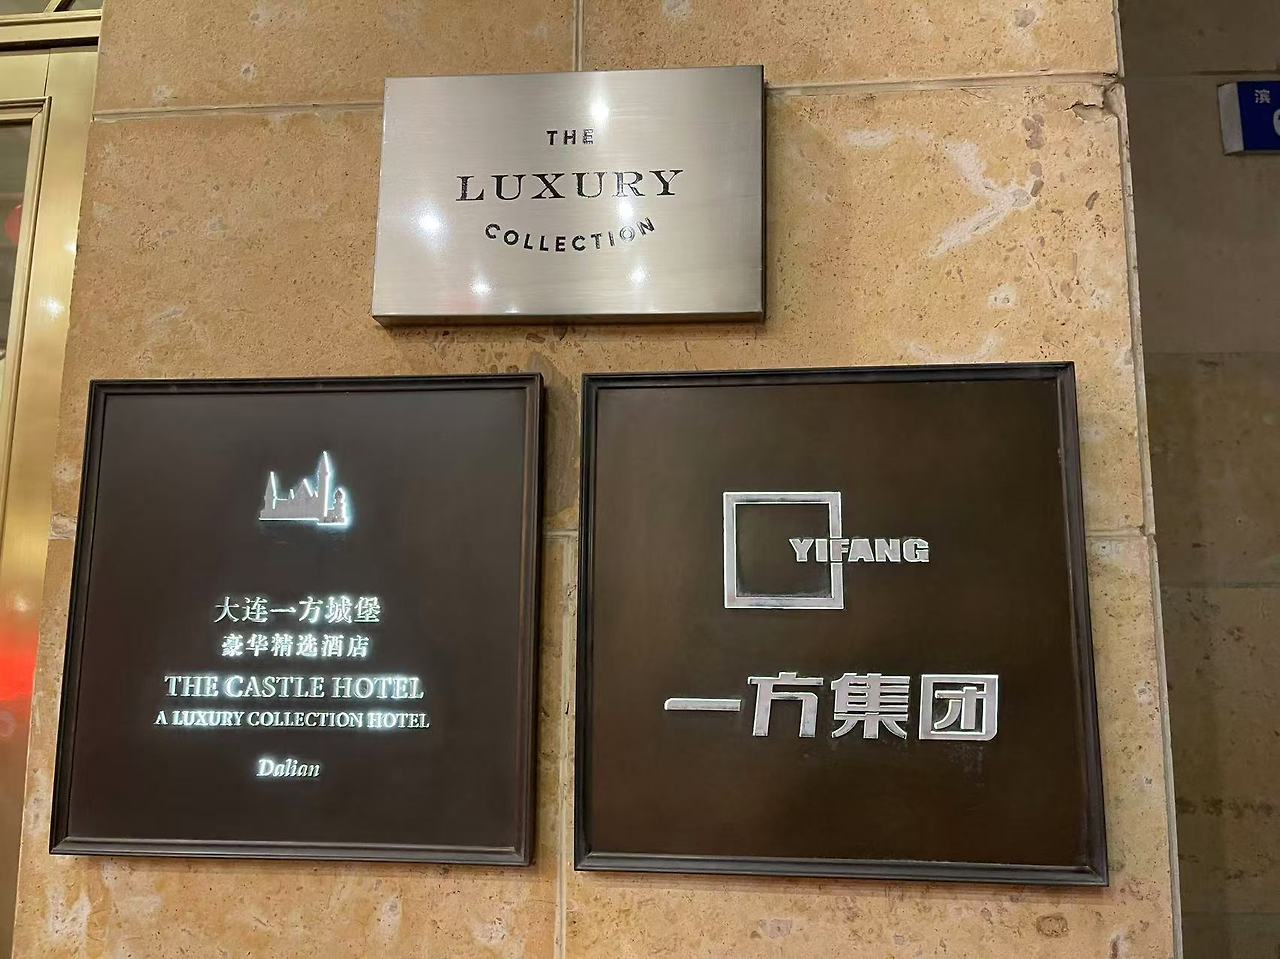 THE
LUXURY
COLLECTION
大连一方城堡
豪华精选酒店
THE CASTLE HOTEL
A LUXURY COLLECTION HOTEL
Dalian
YIFANG
一方集团
滨